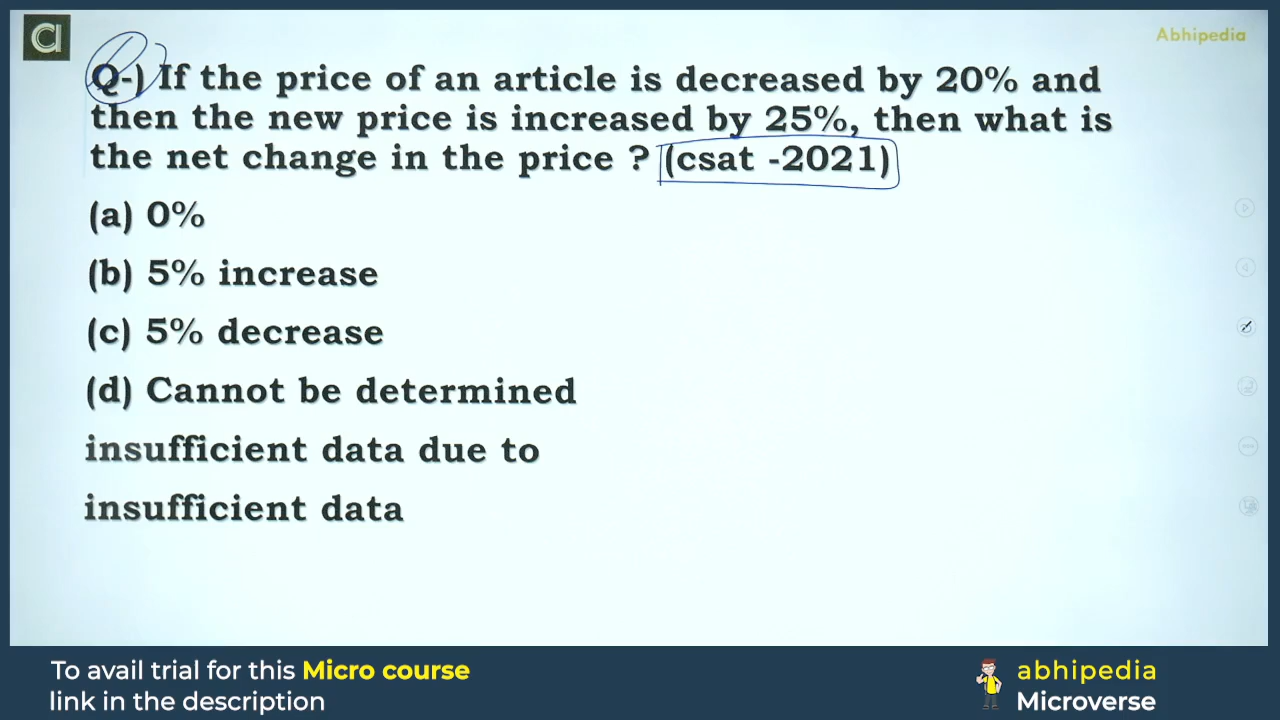 Abhipedia
Q-) If the price of an article is decreased by 20% and
then the new price is increased by 25%, then what is
the net change in the price ? (csat -2021)
(a) 0%
(b) 5% increase
(c) 5% decrease
(d) Cannot be determined
insufficient data due to
insufficient data
To avail trial for this Micro course
link in the description
abhipedia
Microverse